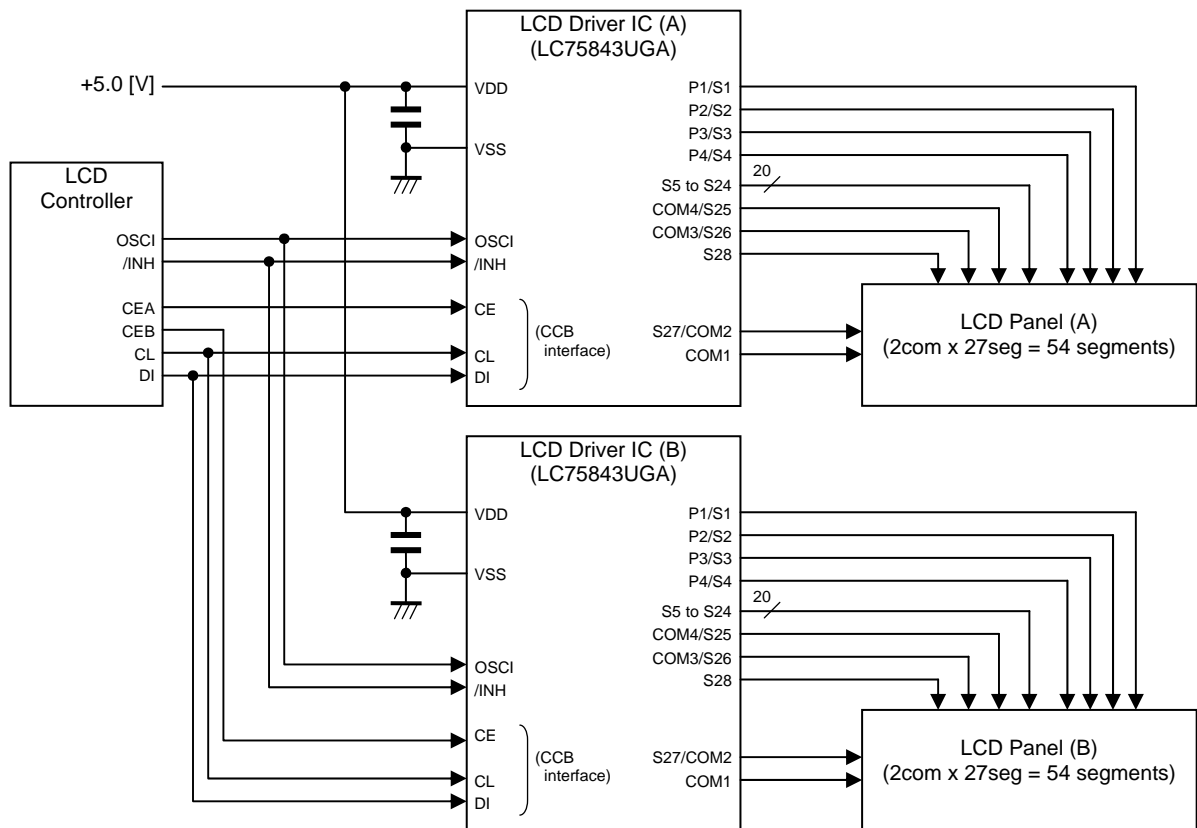 LCD Driver IC (A)
(LC75843UGA)
+5.0 [V]
VDD
VSS
LCD
Controller
OSCI
/INH
CEA
CEB
CL
DI
OSCI
/INH
CE
CL
DI
(CCB
interface)
P1/S1
P2/S2
P3/S3
P4/S4
20
S5 to S24
COM4/S25
COM3/S26
S28
S27/COM2
COM1
LCD Panel (A)
(2com x 27seg = 54 segments)
LCD Driver IC (B)
(LC75843UGA)
VDD
VSS
OSCI
/INH
CE
CL
DI
(CCB
interface)
P1/S1
P2/S2
P3/S3
P4/S4
20
S5 to S24
COM4/S25
COM3/S26
S28
S27/COM2
COM1
LCD Panel (B)
(2com x 27seg = 54 segments)